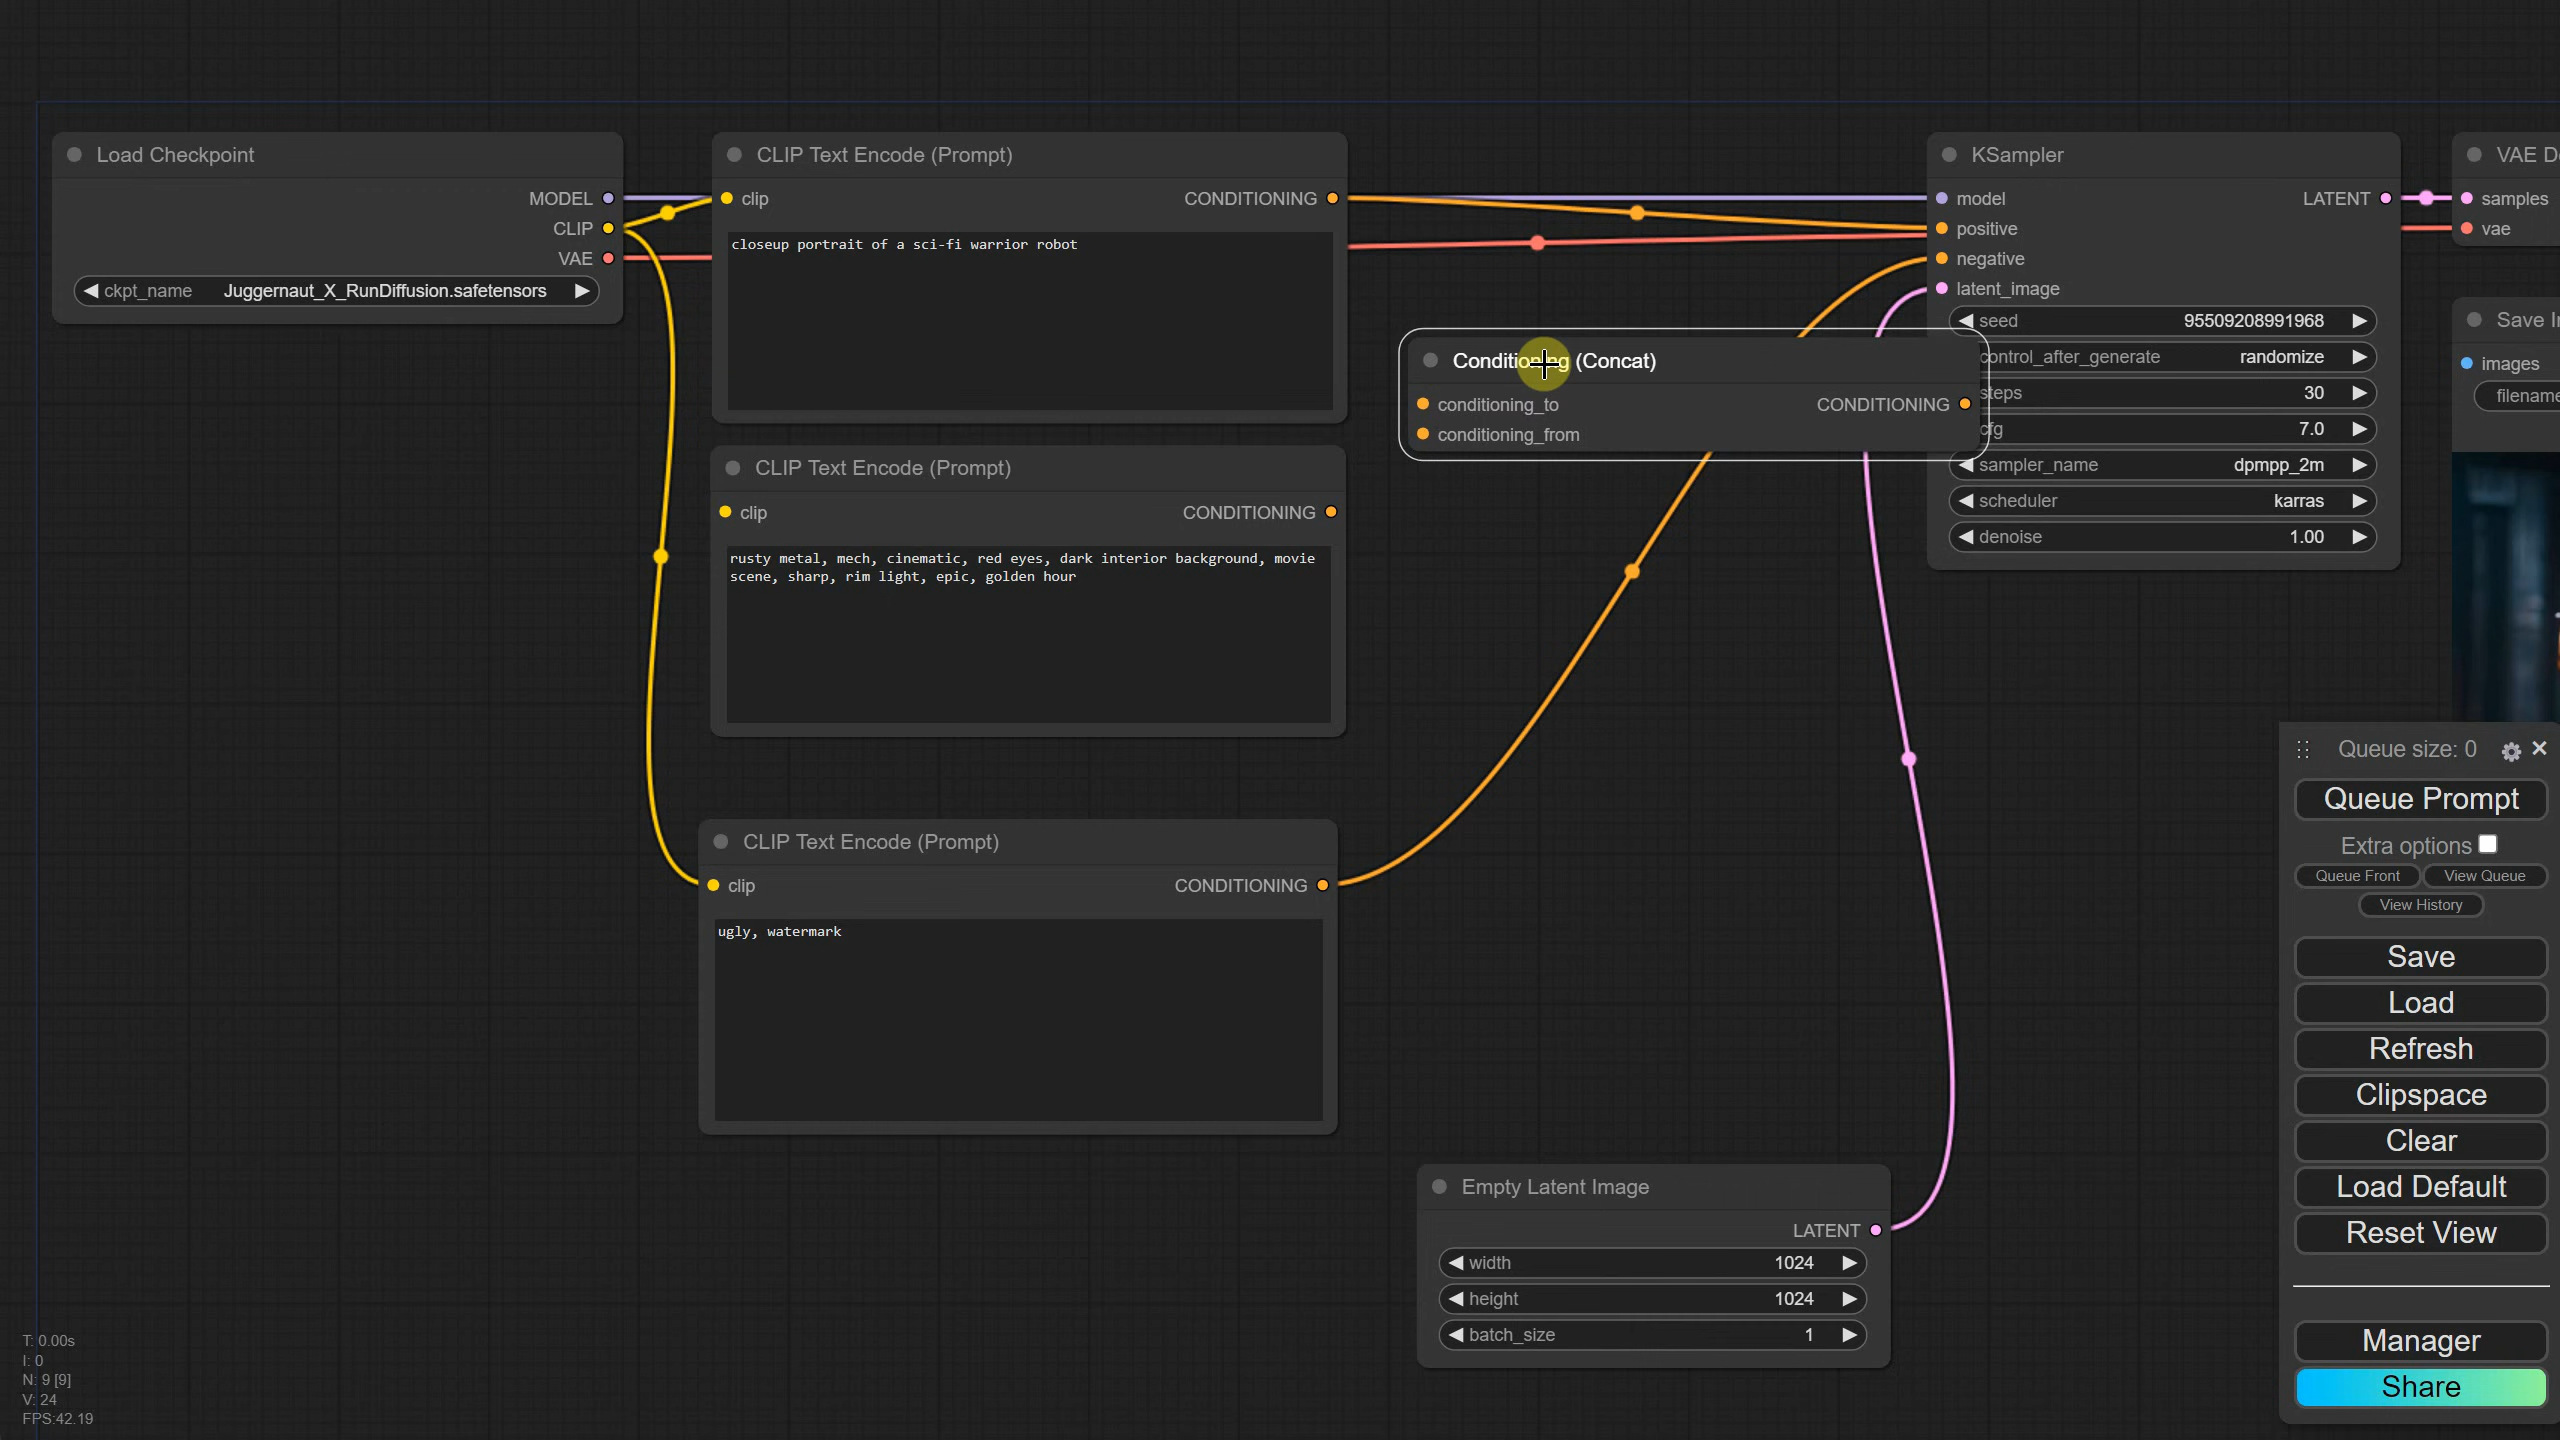 Load Checkpoint
MODEL
CLIP
VAE
ckpt_name Juggernaut_X_RunDiffusion.safetensors
CLIP Text Encode (Prompt)
clip CONDITIONING
closeup portrait of a sci-fi warrior robot
CLIP Text Encode (Prompt)
clip CONDITIONING
rusty metal, mech, cinematic, red eyes, dark interior background, movie
scene, sharp, rim light, epic, golden hour
CLIP Text Encode (Prompt)
clip CONDITIONING
ugly, watermark
Conditioning (Concat)
conditioning_to CONDITIONING
conditioning_from
Empty Latent Image
LATENT
width 1024
height 1024
batch_size 1
KSampler
model LATENT
positive
negative
latent_image
seed 95509208991968
control_after_generate randomize
steps 30
cfg 7.0
sampler_name dpmpp_2m
scheduler karras
denoise 1.00
VAE D
samples
vae
Save I
images
filename
Queue size: 0
Queue Prompt
Extra options
Queue Front View Queue
View History
Save
Load
Refresh
Clipspace
Clear
Load Default
Reset View
Manager
Share
T: 0.00s
I: 0
N: 9 [9]
V: 24
FPS:42.19